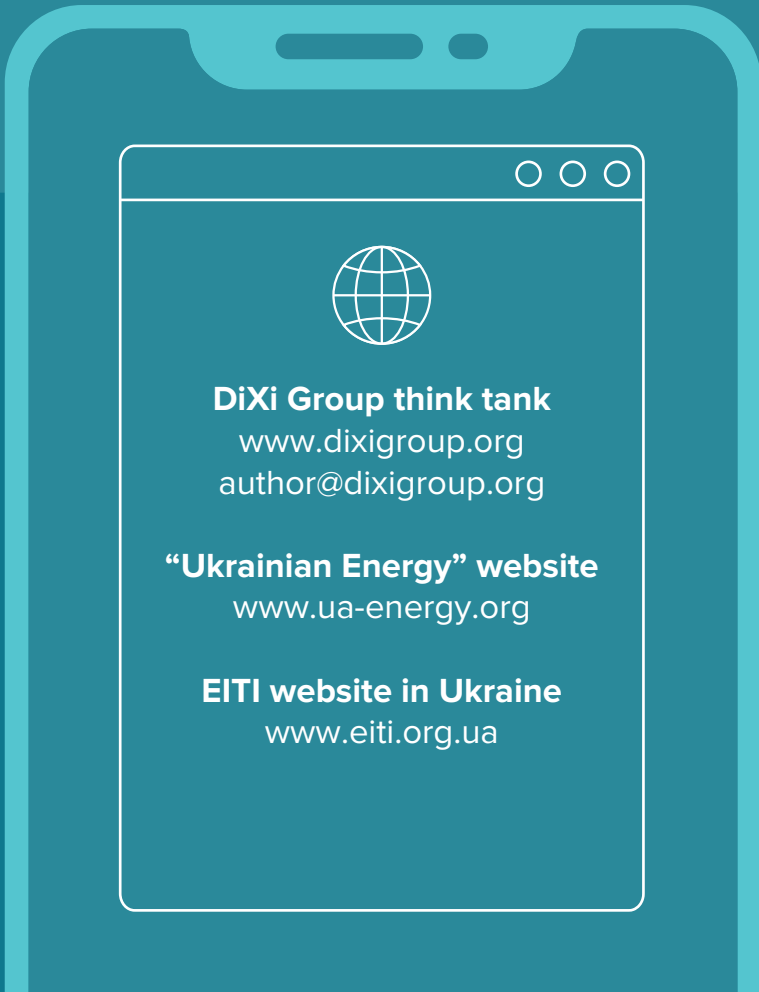 DiXi Group think tank
www.dixigroup.org
author@dixigroup.org
“Ukrainian Energy” website
www.ua-energy.org
EITI website in Ukraine
www.eiti.org.ua